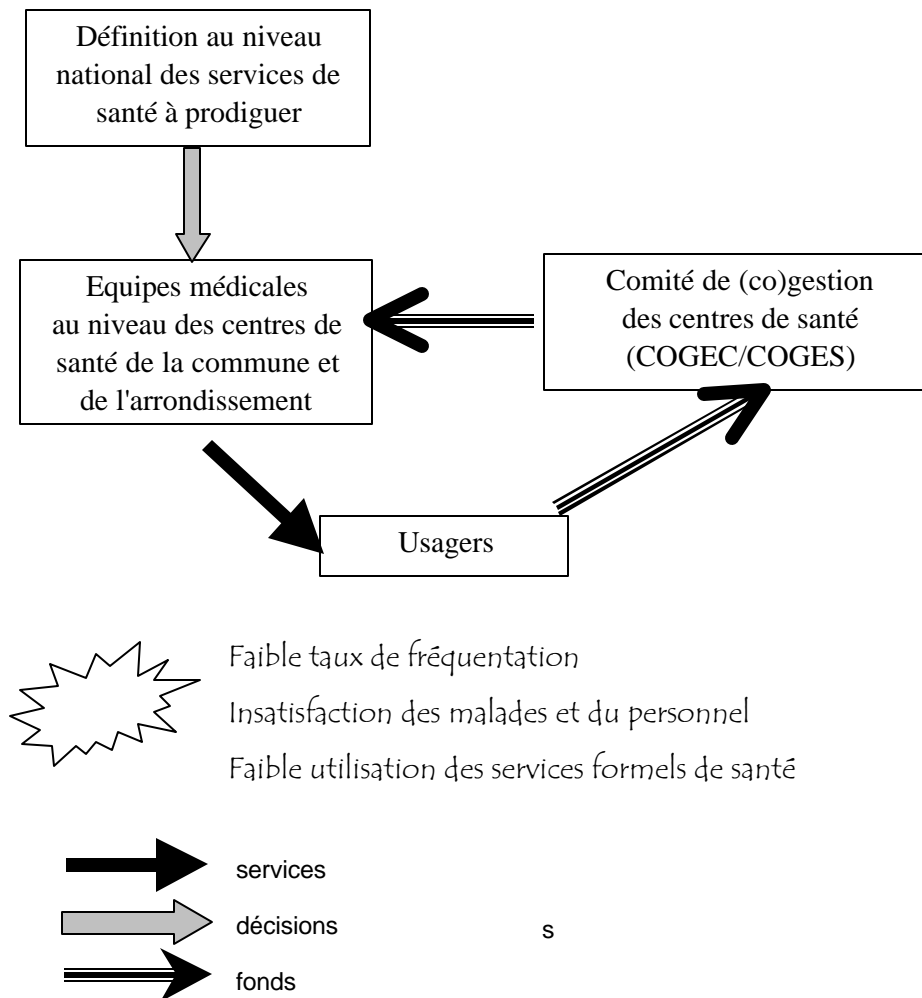 Définition au niveau
national des services de
santé à prodiguer
Equipes médicales
au niveau des centres de
santé de la commune et
de l'arrondissement
Comité de (co)gestion
des centres de santé
(COGEC/COGES)
Usagers
Faible taux de fréquentation
Insatisfaction des malades et du personnel
Faible utilisation des services formels de santé
services
décisions
s
fonds